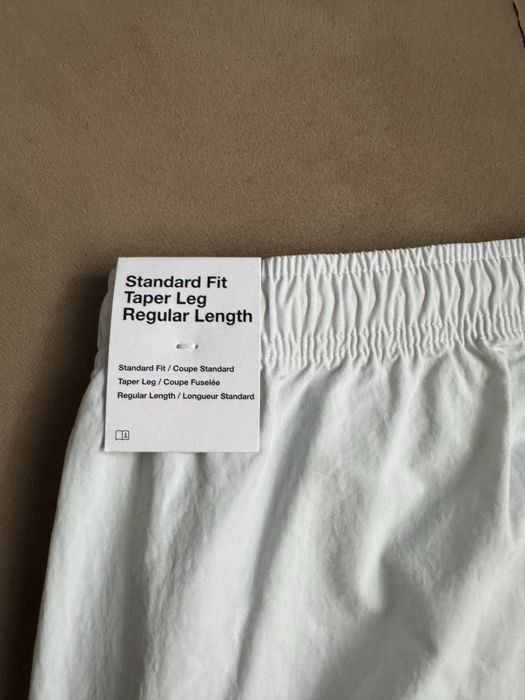 Standard Fit
Taper Leg
Regular Length
Standard Fit / Coupe Standard
Taper Leg / Coupe Fuselée
Regular Length / Longueur Standard